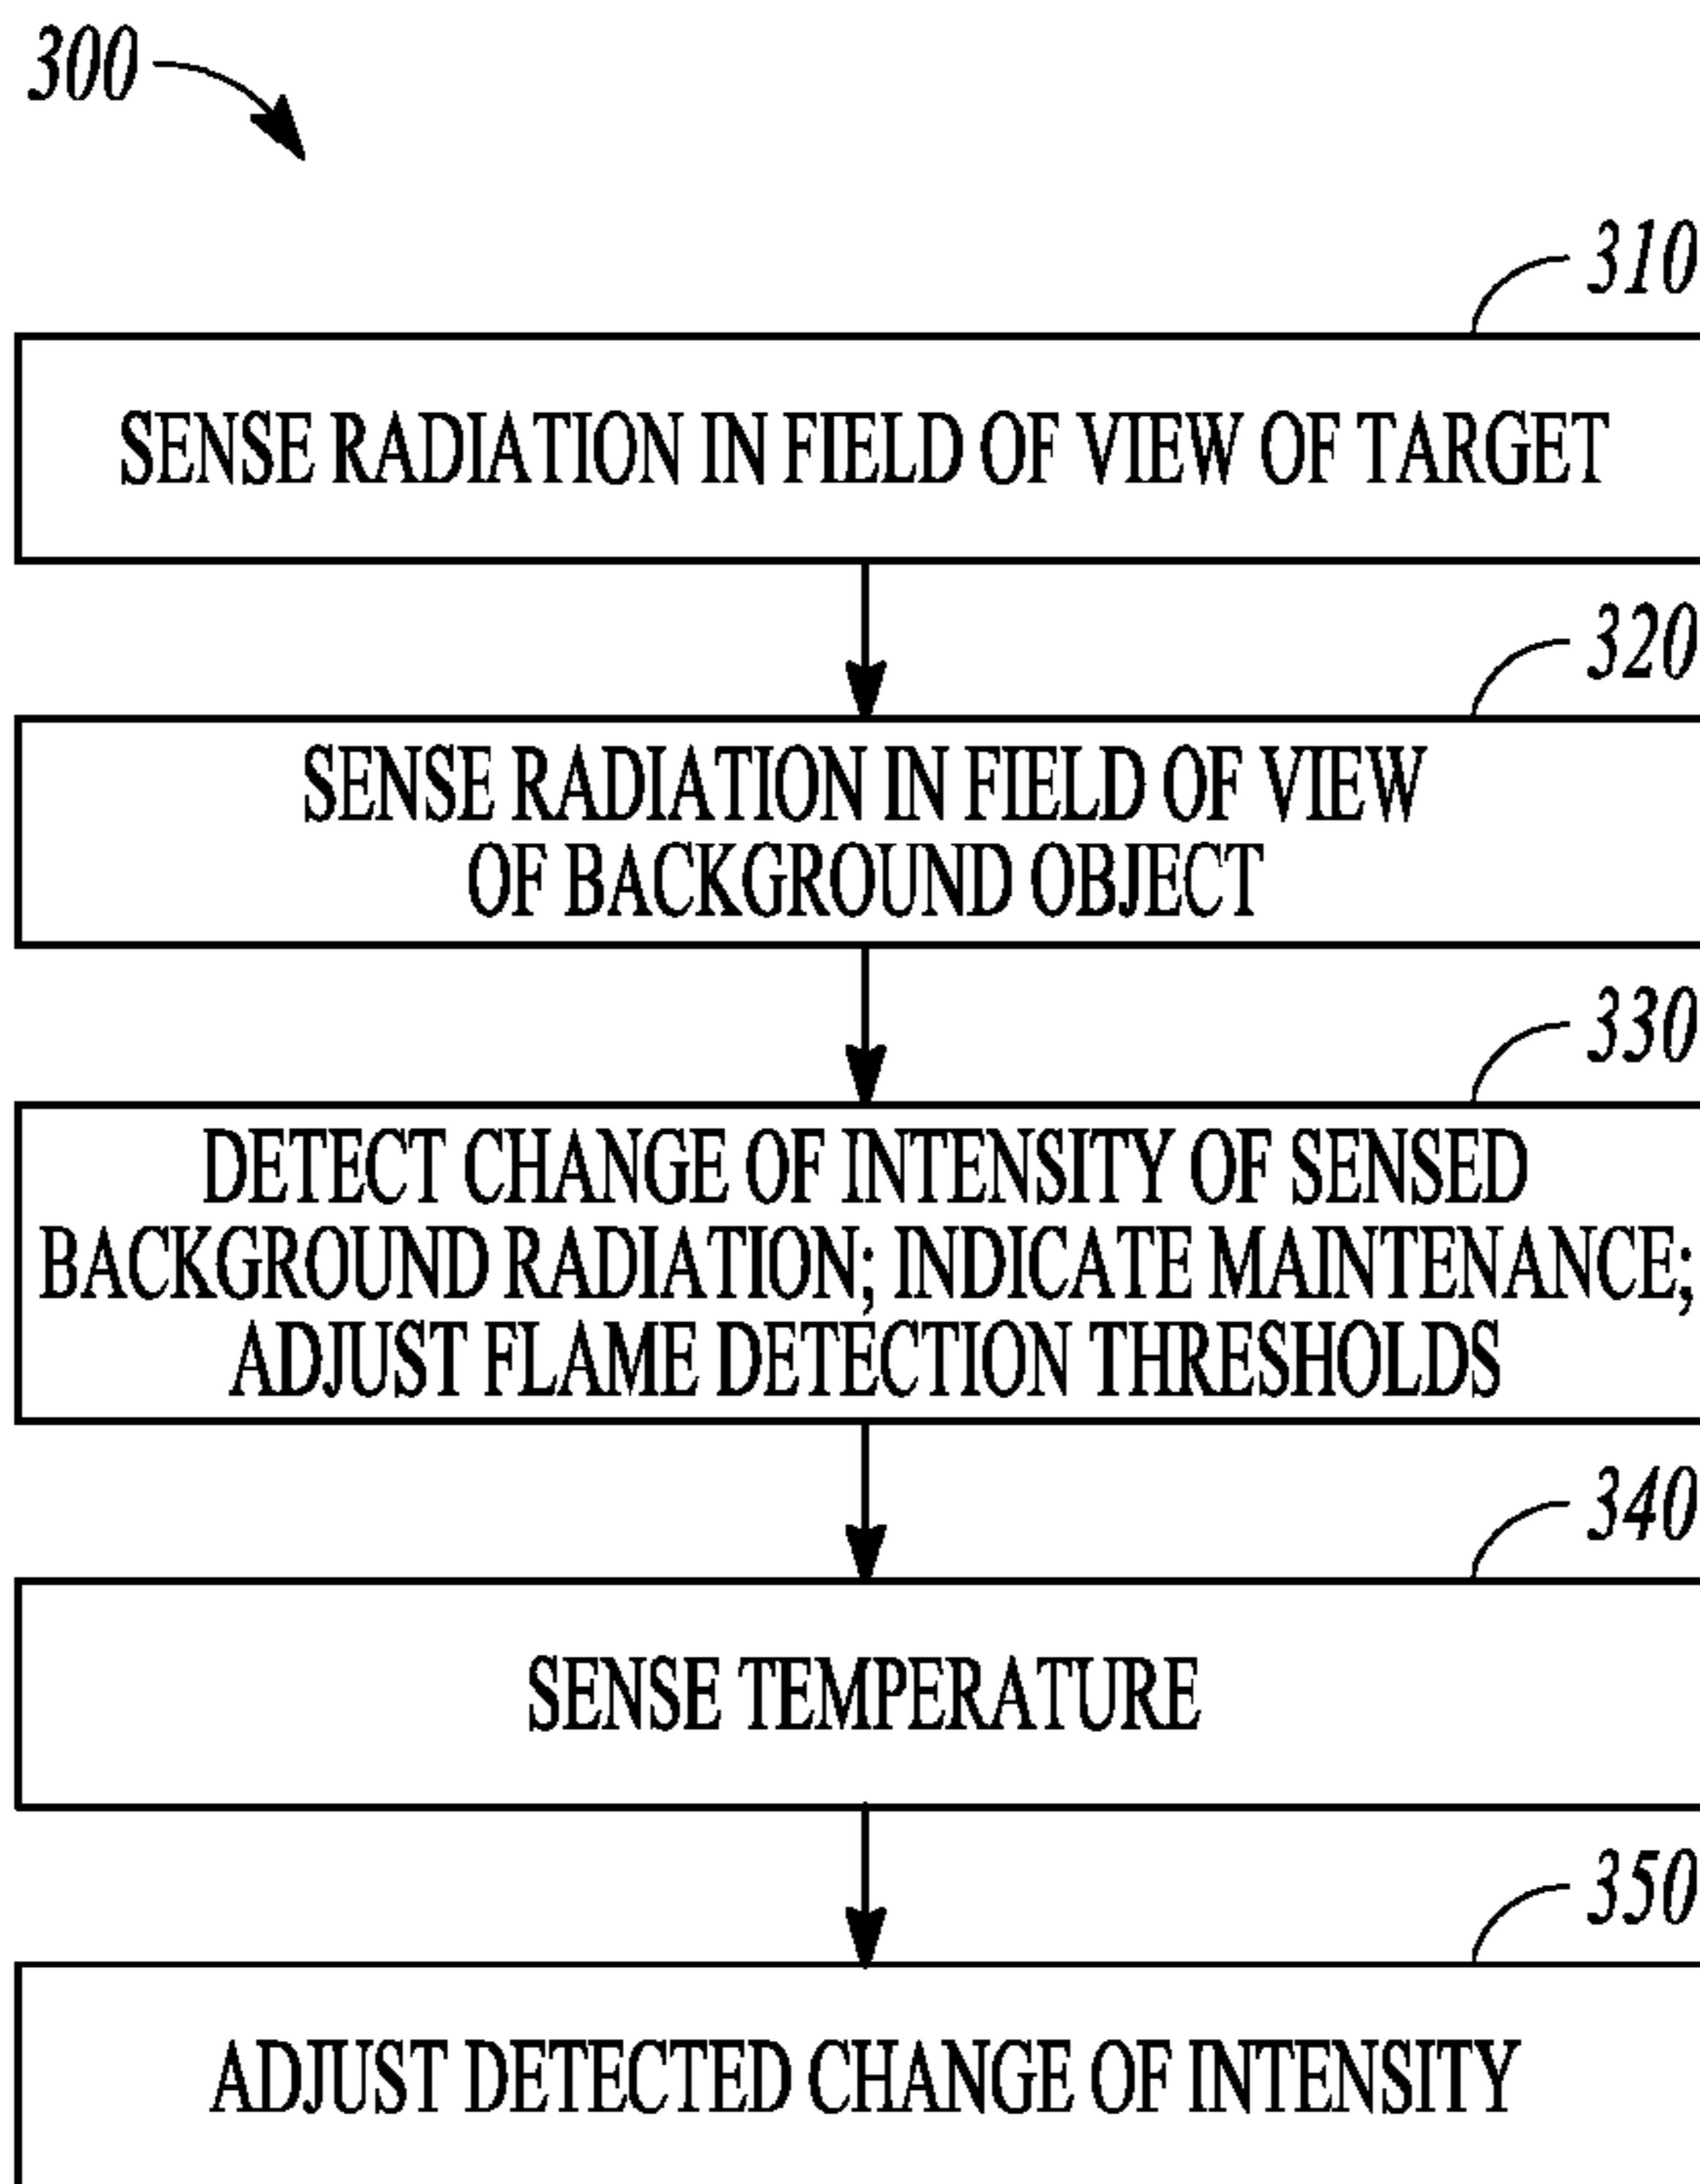 300
310
SENSE RADIATION IN FIELD OF VIEW OF TARGET
320
SENSE RADIATION IN FIELD OF VIEW
OF BACKGROUND OBJECT
330
DETECT CHANGE OF INTENSITY OF SENSED
BACKGROUND RADIATION; INDICATE MAINTENANCE;
ADJUST FLAME DETECTION THRESHOLDS
340
SENSE TEMPERATURE
350
ADJUST DETECTED CHANGE OF INTENSITY